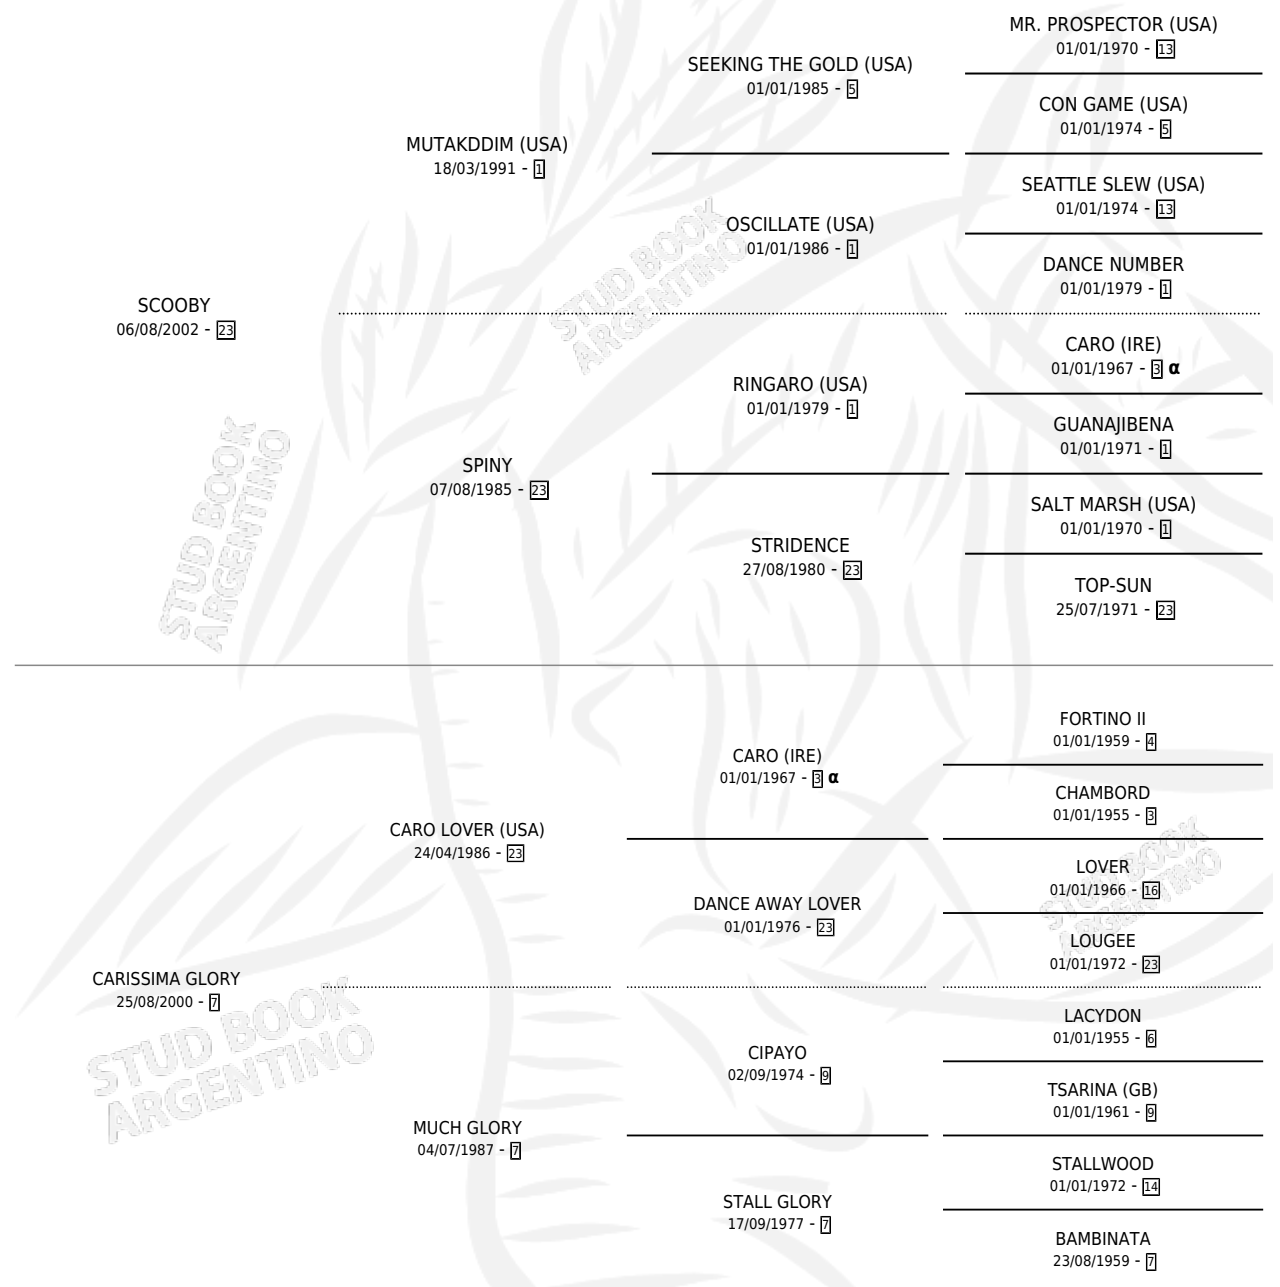 MR. PROSPECTOR (USA)
01/01/1970 - 13
SEEKING THE GOLD (USA)
01/01/1985 - 5
CON GAME (USA)
01/01/1974 - 5
MUTAKDDIM (USA)
18/03/1991 - 1
SEATTLE SLEW (USA)
01/01/1974 - 13
OSCILLATE (USA)
01/01/1986 - 1
DANCE NUMBER
01/01/1979 - 1
SCOOBY
06/08/2002 - 23
CARO (IRE)
01/01/1967 - 3 α
RINGARO (USA)
01/01/1979 - 1
GUANAJIBENA
01/01/1971 - 1
SPINY
07/08/1985 - 23
SALT MARSH (USA)
01/01/1970 - 1
STRIDENCE
27/08/1980 - 23
TOP-SUN
25/07/1971 - 23
FORTINO II
01/01/1959 - 4
CARO (IRE)
01/01/1967 - 3 α
CHAMBORD
01/01/1955 - 3
CARO LOVER (USA)
24/04/1986 - 23
LOVER
01/01/1966 - 16
DANCE AWAY LOVER
01/01/1976 - 23
LOUGEE
01/01/1972 - 23
CARISSIMA GLORY
25/08/2000 - 7
LACYDON
01/01/1955 - 6
CIPAYO
02/09/1974 - 9
TSARINA (GB)
01/01/1961 - 9
MUCH GLORY
04/07/1987 - 7
STALLWOOD
01/01/1972 - 14
STALL GLORY
17/09/1977 - 7
BAMBINATA
23/08/1959 - 7
STUD BOOK
ARGENTINO
STUD BOOK
ARGENTINO
STUD BOOK
ARGENTINO
STUD BOOK
ARGENTINO